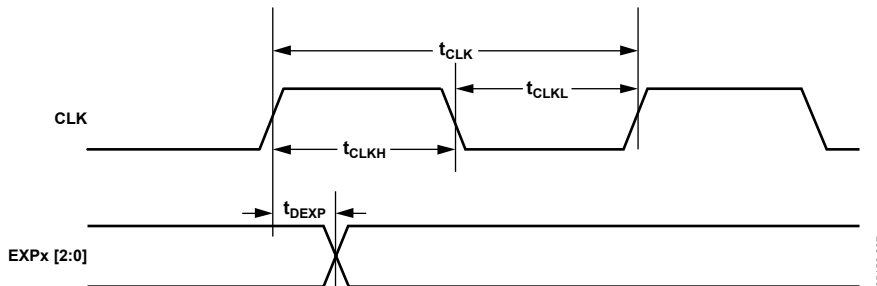 tCLK
tCLKL
CLK
tCLKH
tDEXP
EXPx [2:0]